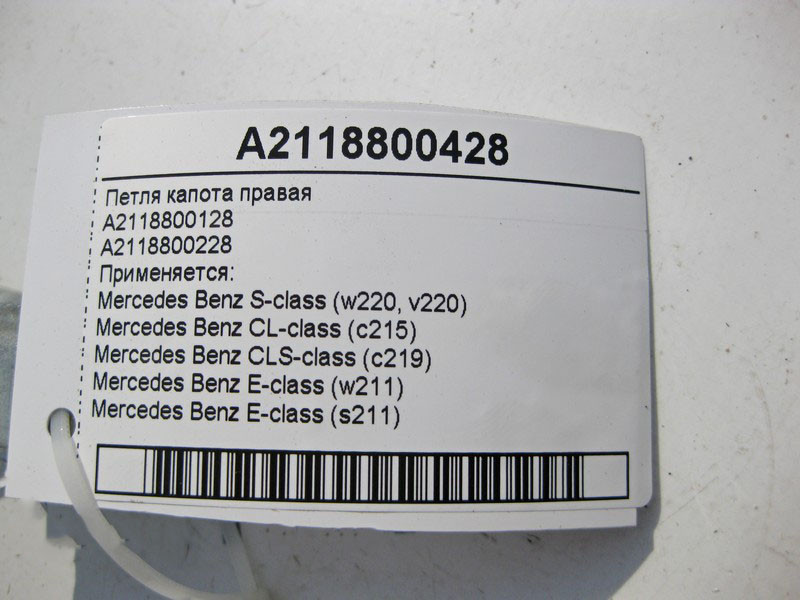 A2118800428
Петля капота правая
A2118800128
A2118800228
Применяется:
Mercedes Benz S-class (w220, v220)
Mercedes Benz CL-class (c215)
Mercedes Benz CLS-class (c219)
Mercedes Benz E-class (w211)
Mercedes Benz E-class (s211)